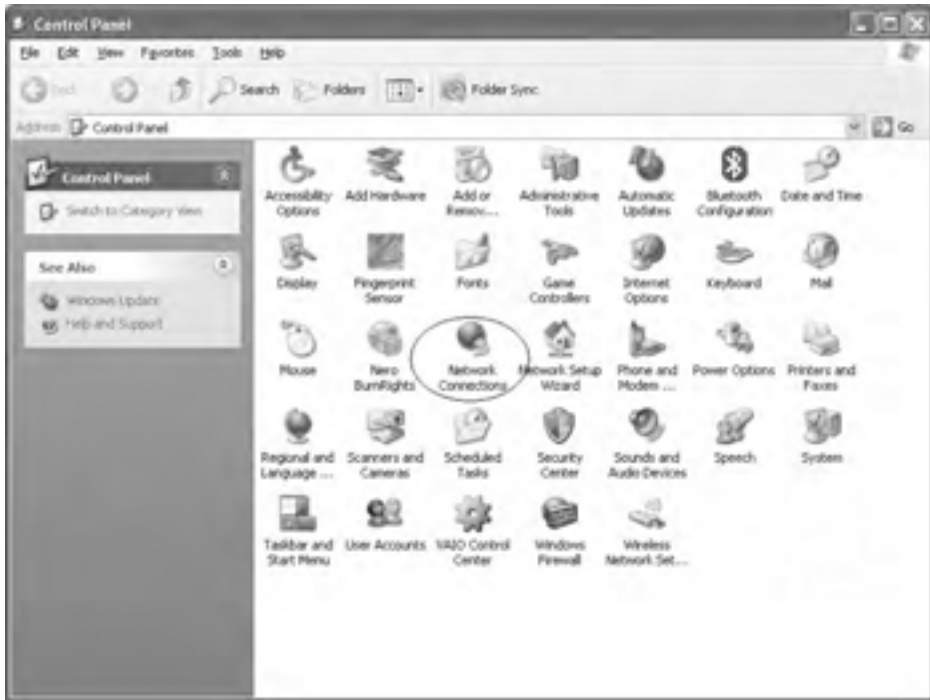 Control Panel
File Edit View Favorites Tools Help
Back Search Folders Folder Sync
Address Control Panel Go
Control Panel
Switch to Category View
See Also
Windows Update
Help and Support
Accessibility Options
Add Hardware
Add or Remov...
Administrative Tools
Automatic Updates
Bluetooth Configuration
Date and Time
Display
Fingerprint Sensor
Fonts
Game Controllers
Internet Options
Keyboard
Mail
Mouse
Nero BurnRights
Network Connections
Network Setup Wizard
Phone and Modem ...
Power Options
Printers and Faxes
Regional and Language ...
Scanners and Cameras
Scheduled Tasks
Security Center
Sounds and Audio Devices
Speech
System
Taskbar and Start Menu
User Accounts
VAIO Control Center
Windows Firewall
Wireless Network Set...